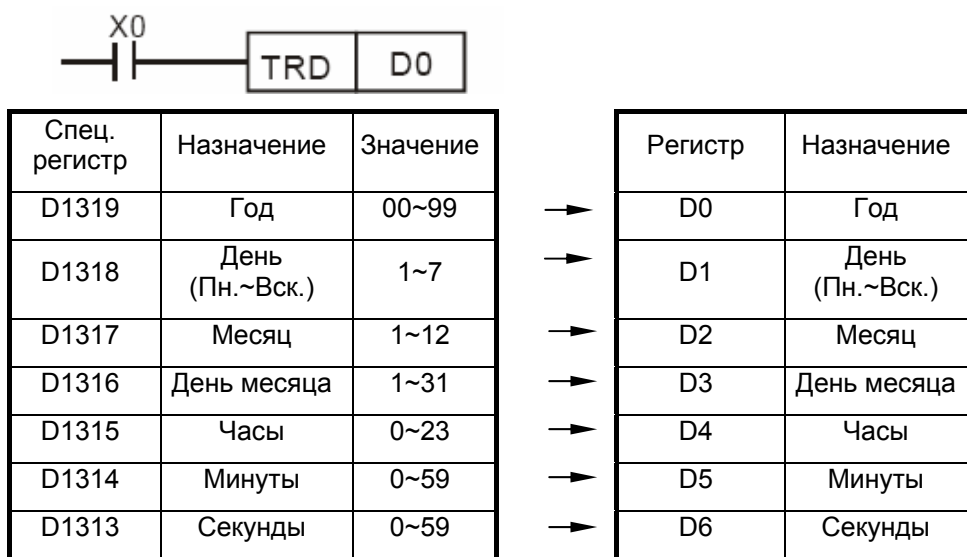 X0
TRD D0
Спец. регистр Назначение Значение Регистр Назначение
D1319 Год 00~99 D0 Год
D1318 День (Пн.~Вск.) 1~7 D1 День (Пн.~Вск.)
D1317 Месяц 1~12 D2 Месяц
D1316 День месяца 1~31 D3 День месяца
D1315 Часы 0~23 D4 Часы
D1314 Минуты 0~59 D5 Минуты
D1313 Секунды 0~59 D6 Секунды